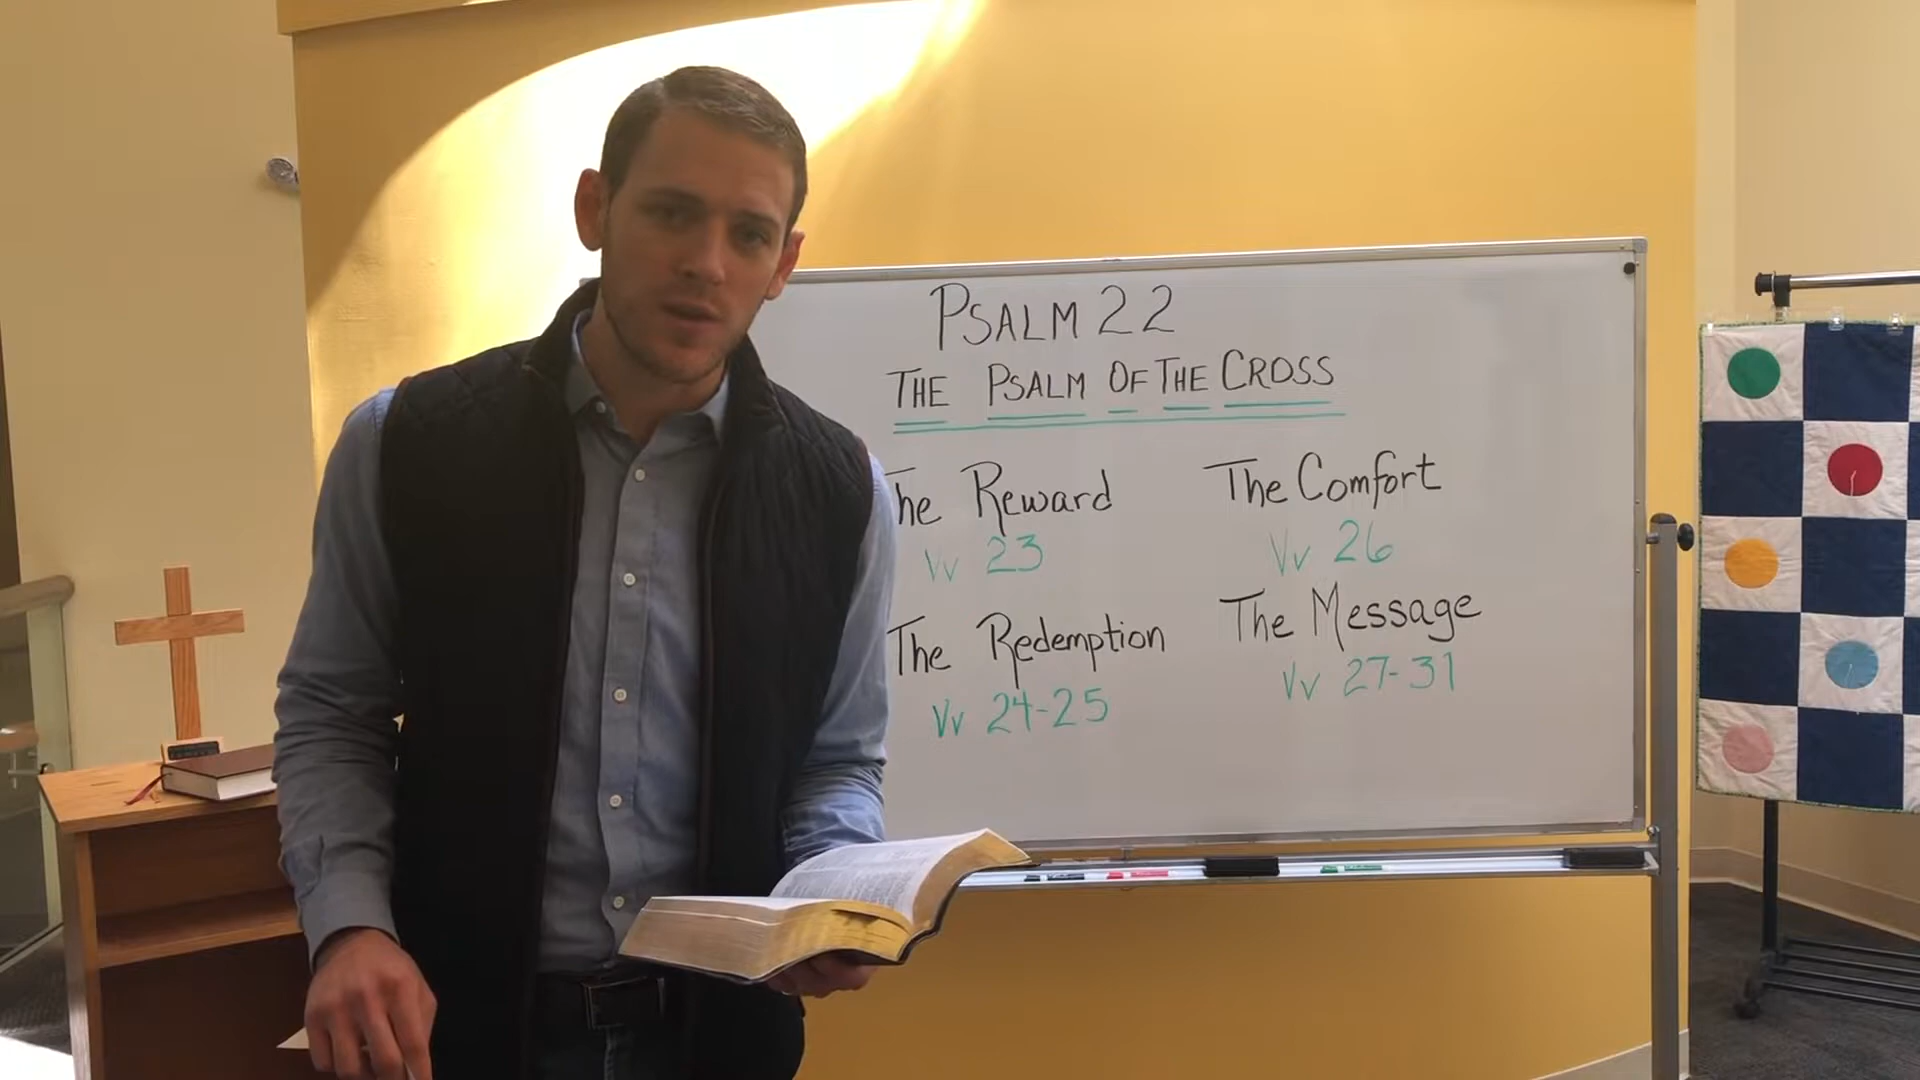 PSALM 22
THE PSALM OF THE CROSS
The Reward
Vv 23
The Redemption
Vv 24-25
The Comfort
Vv 26
The Message
Vv 27-31